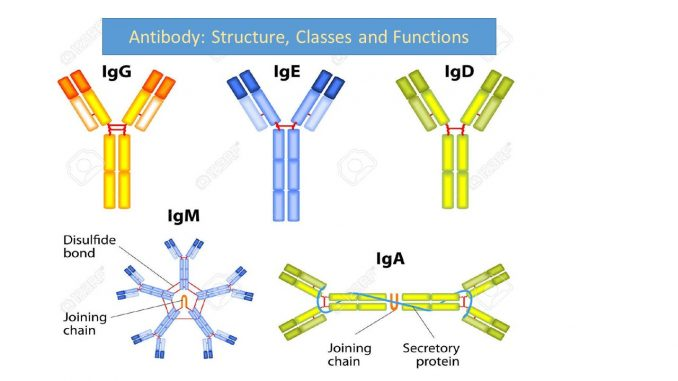 Antibody: Structure, Classes and Functions
IgG
IgE
IgD
IgM
Disulfide
bond
Joining
chain
IgA
Joining
chain
Secretory
protein